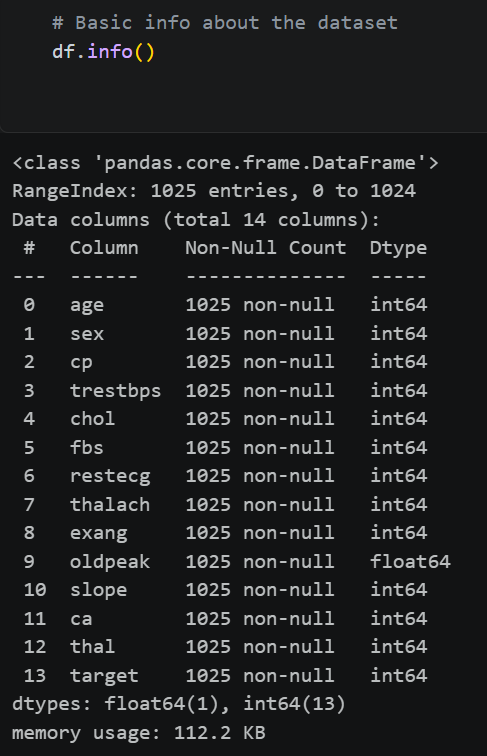 # Basic info about the dataset
df.info()
<class 'pandas.core.frame.DataFrame'>
RangeIndex: 1025 entries, 0 to 1024
Data columns (total 14 columns):
 #   Column    Non-Null Count  Dtype
---  ------    --------------  -----
 0   age       1025 non-null   int64
 1   sex       1025 non-null   int64
 2   cp        1025 non-null   int64
 3   trestbps  1025 non-null   int64
 4   chol      1025 non-null   int64
 5   fbs       1025 non-null   int64
 6   restecg   1025 non-null   int64
 7   thalach   1025 non-null   int64
 8   exang     1025 non-null   int64
 9   oldpeak   1025 non-null   float64
 10  slope     1025 non-null   int64
 11  ca        1025 non-null   int64
 12  thal      1025 non-null   int64
 13  target    1025 non-null   int64
dtypes: float64(1), int64(13)
memory usage: 112.2 KB